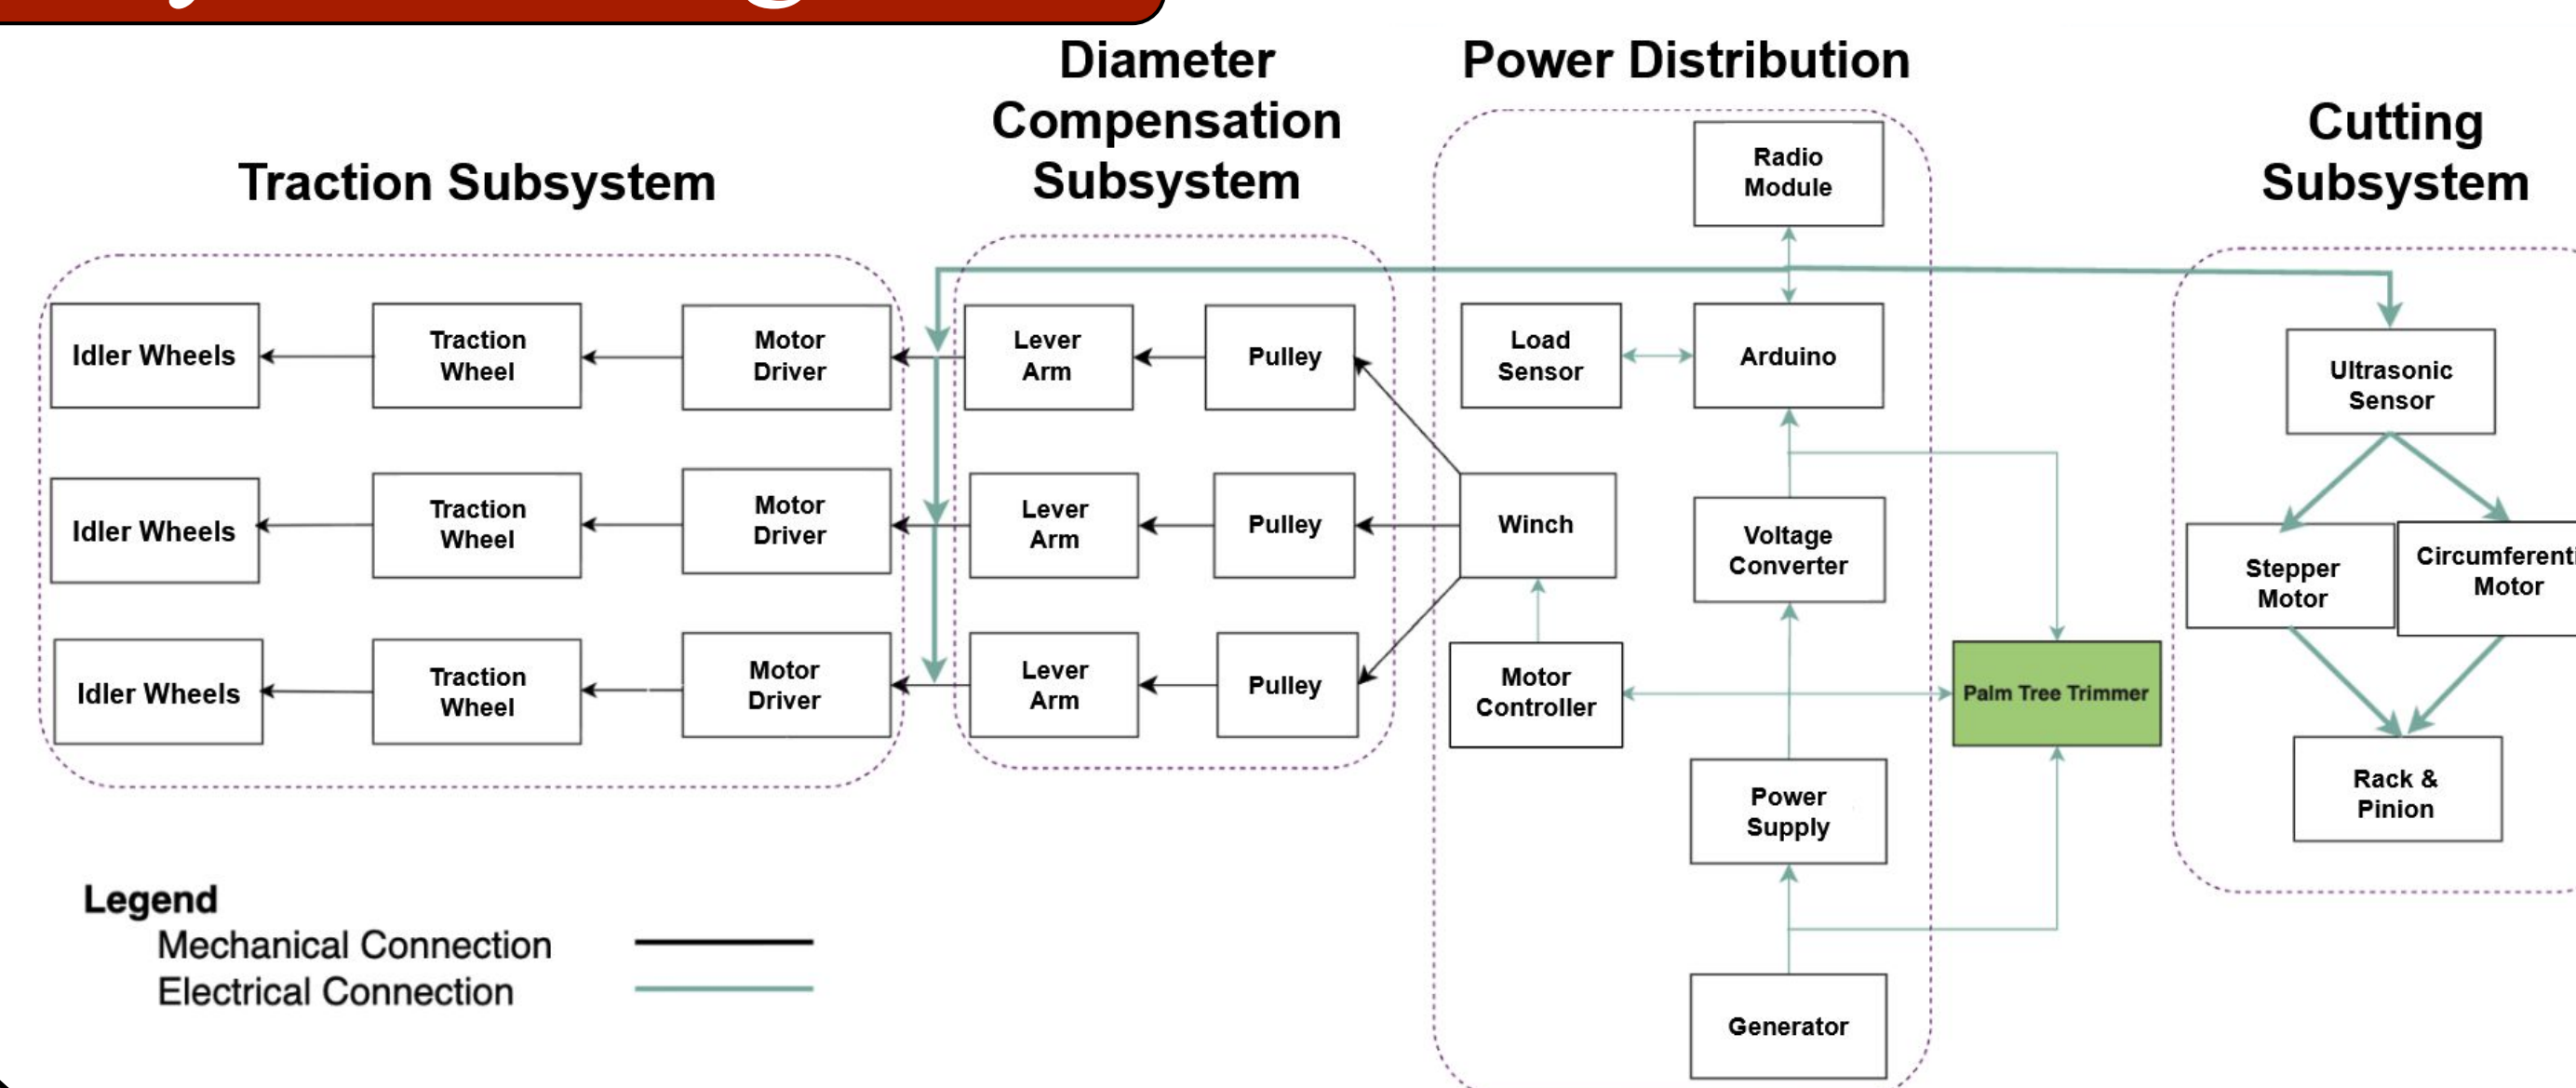 Diameter
Compensation
Subsystem
Power Distribution
Cutting
Subsystem
Traction Subsystem
Radio
Module
Idler Wheels
Traction
Wheel
Motor
Driver
Lever
Arm
Pulley
Load
Sensor
Arduino
Ultrasonic
Sensor
Idler Wheels
Traction
Wheel
Motor
Driver
Lever
Arm
Pulley
Winch
Voltage
Converter
Stepper
Motor
Circumferenti
Motor
Idler Wheels
Traction
Wheel
Motor
Driver
Lever
Arm
Pulley
Motor
Controller
Palm Tree Trimmer
Power
Supply
Rack &
Pinion
Generator
Legend
Mechanical Connection
Electrical Connection